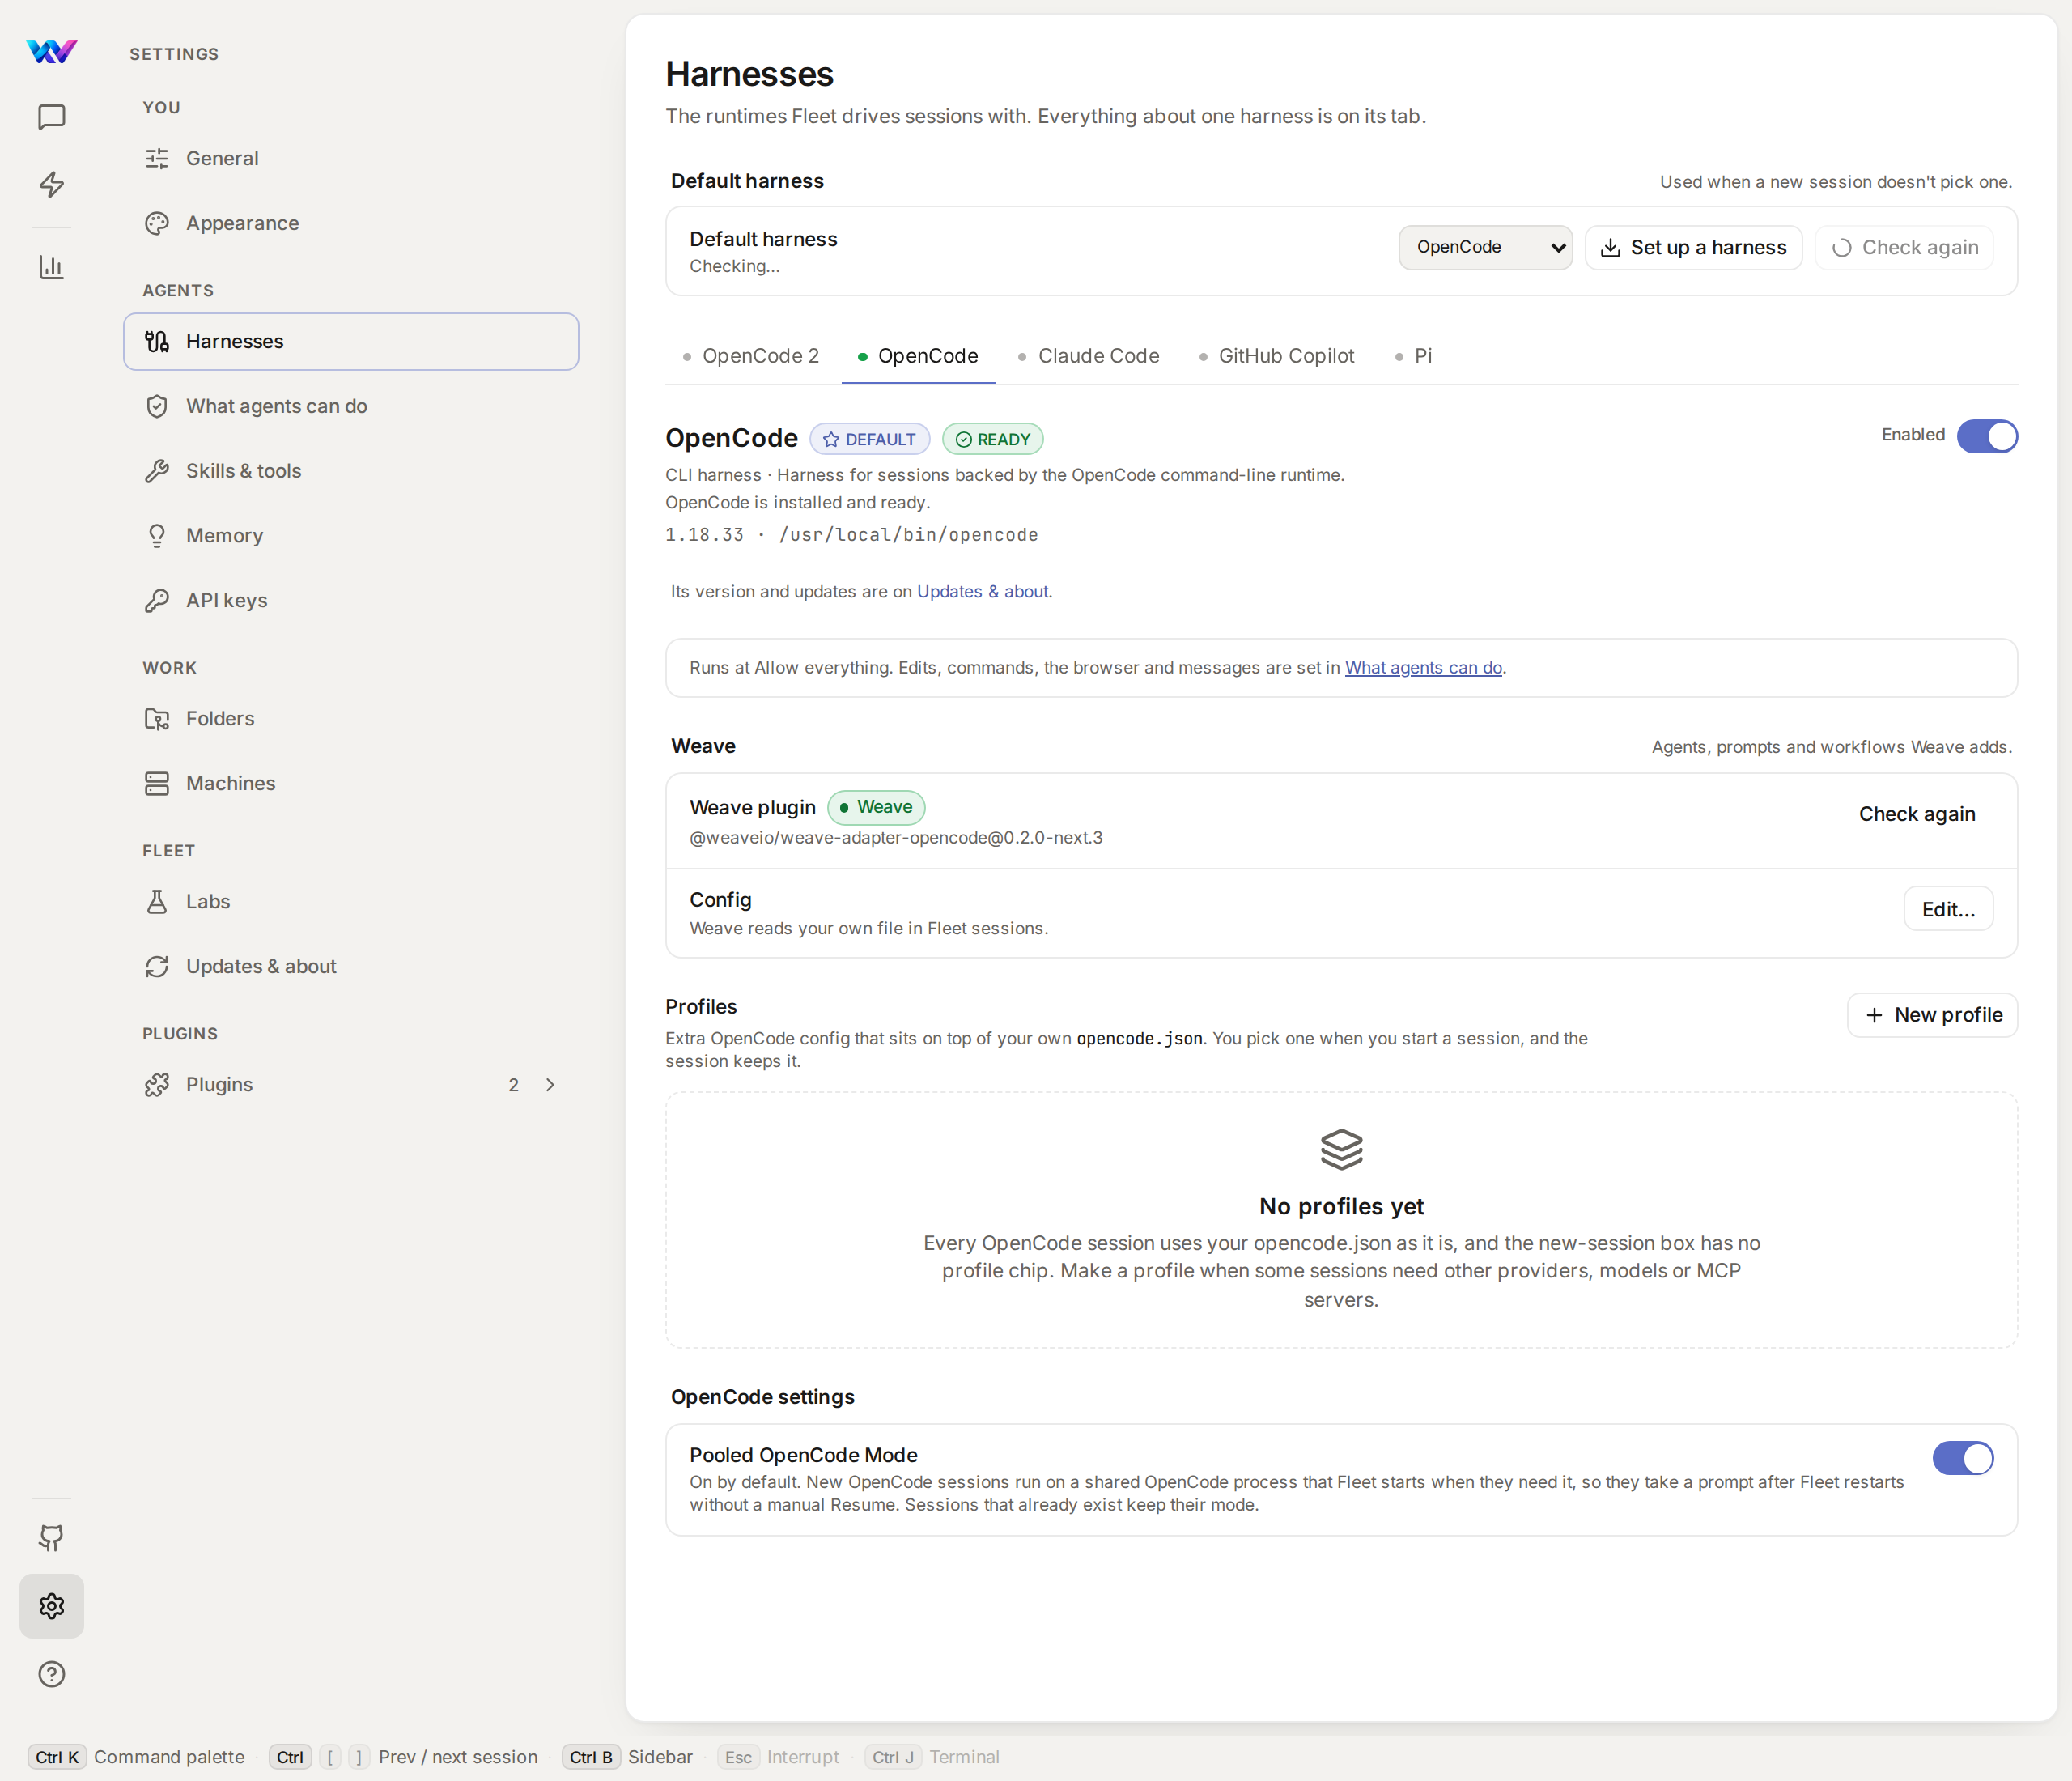 SETTINGS
YOU
General
Appearance
AGENTS
Harnesses
What agents can do
Skills & tools
Memory
API keys
WORK
Folders
Machines
FLEET
Labs
Updates & about
PLUGINS
Plugins 2
Harnesses
The runtimes Fleet drives sessions with. Everything about one harness is on its tab.
Default harness
Used when a new session doesn't pick one.
Default harness
Checking...
OpenCode
Set up a harness
Check again
OpenCode 2
OpenCode
Claude Code
GitHub Copilot
Pi
OpenCode
DEFAULT
READY
Enabled
CLI harness · Harness for sessions backed by the OpenCode command-line runtime.
OpenCode is installed and ready.
1.18.33 · /usr/local/bin/opencode
Its version and updates are on Updates & about.
Runs at Allow everything. Edits, commands, the browser and messages are set in What agents can do.
Weave
Agents, prompts and workflows Weave adds.
Weave plugin
Weave
@weaveio/weave-adapter-opencode@0.2.0-next.3
Check again
Config
Weave reads your own file in Fleet sessions.
Edit...
Profiles
Extra OpenCode config that sits on top of your own opencode.json. You pick one when you start a session, and the
session keeps it.
New profile
No profiles yet
Every OpenCode session uses your opencode.json as it is, and the new-session box has no
profile chip. Make a profile when some sessions need other providers, models or MCP
servers.
OpenCode settings
Pooled OpenCode Mode
On by default. New OpenCode sessions run on a shared OpenCode process that Fleet starts when they need it, so they take a prompt after Fleet restarts
without a manual Resume. Sessions that already exist keep their mode.
Ctrl K Command palette · Ctrl [ ] Prev / next session · Ctrl B Sidebar · Esc Interrupt · Ctrl J Terminal